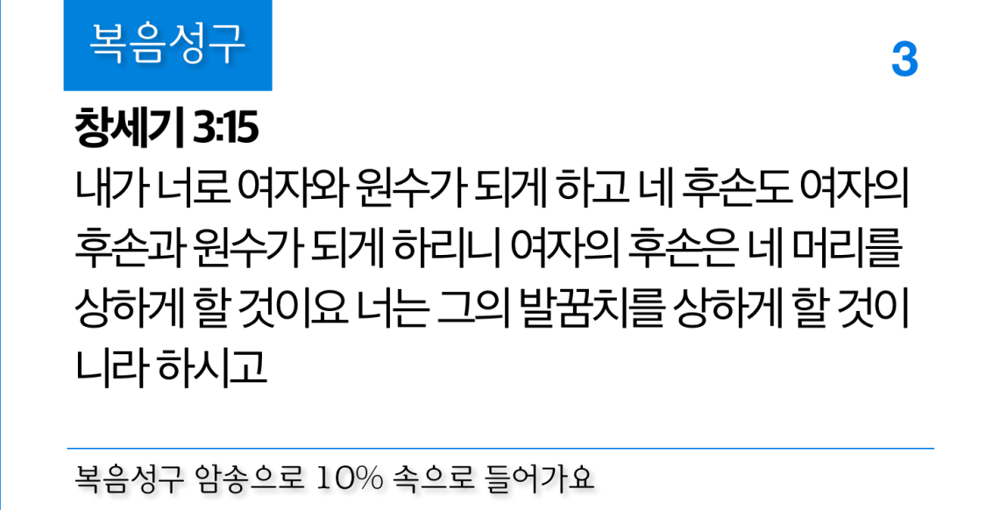 복음성구
3
창세기 3:15
내가 너로 여자와 원수가 되게 하고 네 후손도 여자의
후손과 원수가 되게 하리니 여자의 후손은 네 머리를
상하게 할 것이요 너는 그의 발꿈치를 상하게 할 것이
니라 하시고
복음성구 암송으로 10% 속으로 들어가요